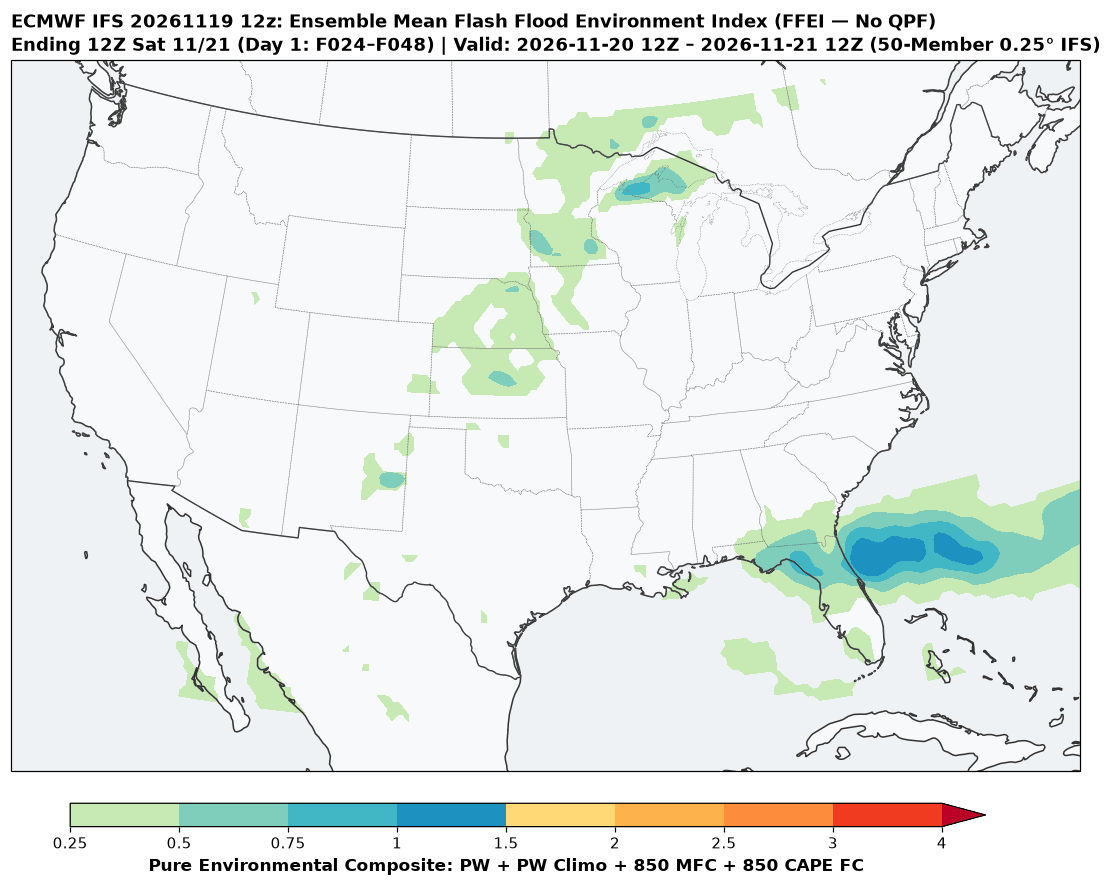 ECMWF IFS 20261119 12z: Ensemble Mean Flash Flood Environment Index (FFEI — No QPF)
Ending 12Z Sat 11/21 (Day 1: F024–F048) | Valid: 2026-11-20 12Z – 2026-11-21 12Z (50-Member 0.25° IFS)
0.25 0.5 0.75 1 1.5 2 2.5 3 4
Pure Environmental Composite: PW + PW Climo + 850 MFC + 850 CAPE FC